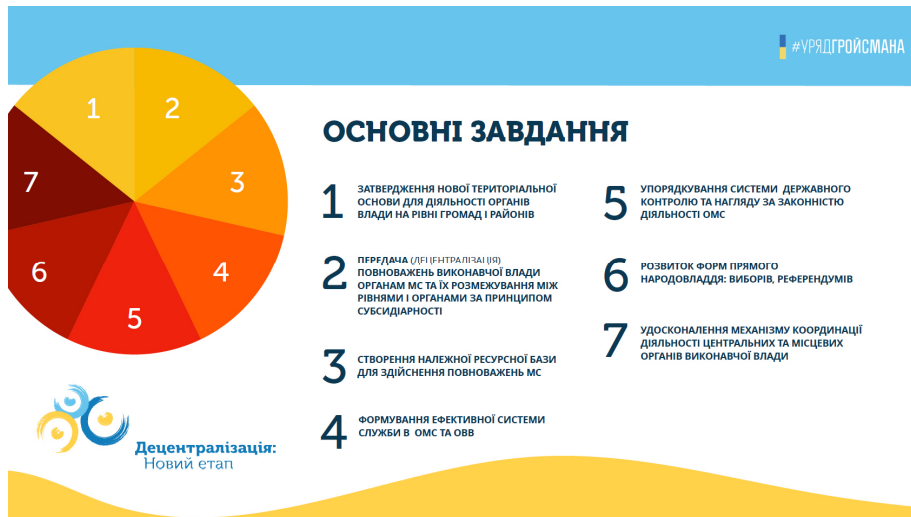 #УРЯДГРОЙСМАНА
1
2
3
4
5
6
7
ОСНОВНІ ЗАВДАННЯ
1
ЗАТВЕРДЖЕННЯ НОВОЇ ТЕРИТОРІАЛЬНОЇ
ОСНОВИ ДЛЯ ДІЯЛЬНОСТІ ОРГАНІВ
ВЛАДИ НА РІВНІ ГРОМАД І РАЙОНІВ
2
ПЕРЕДАЧА (ДЕЦЕНТРАЛІЗАЦІЯ)
ПОВНОВАЖЕНЬ ВИКОНАВЧОЇ ВЛАДИ
ОРГАНАМ МС ТА ЇХ РОЗМЕЖУВАННЯ МІЖ
РІВНЯМИ І ОРГАНАМИ ЗА ПРИНЦИПОМ
СУБСИДІАРНОСТІ
3
СТВОРЕННЯ НАЛЕЖНОЇ РЕСУРСНОЇ БАЗИ
ДЛЯ ЗДІЙСНЕННЯ ПОВНОВАЖЕНЬ МС
4
ФОРМУВАННЯ ЕФЕКТИВНОЇ СИСТЕМИ
СЛУЖБИ В ОМС ТА ОВВ
5
УПОРЯДКУВАННЯ СИСТЕМИ ДЕРЖАВНОГО
КОНТРОЛЮ ТА НАГЛЯДУ ЗА ЗАКОННІСТЮ
ДІЯЛЬНОСТІ ОМС
6
РОЗВИТОК ФОРМ ПРЯМОГО
НАРОДОВЛАДДЯ: ВИБОРІВ, РЕФЕРЕНДУМІВ
7
УДОСКОНАЛЕННЯ МЕХАНІЗМУ КООРДИНАЦІЇ
ДІЯЛЬНОСТІ ЦЕНТРАЛЬНИХ ТА МІСЦЕВИХ
ОРГАНІВ ВИКОНАВЧОЇ ВЛАДИ
Децентралізація:
Новий етап